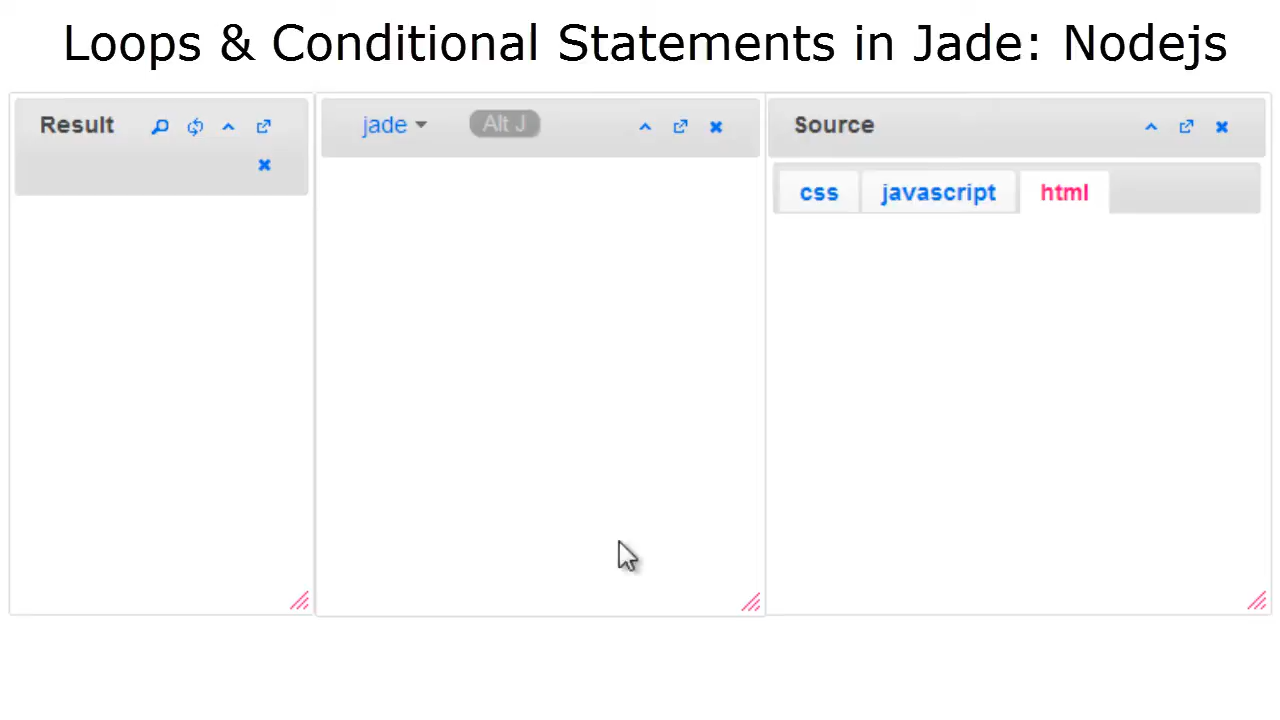 Loops & Conditional Statements in Jade: Nodejs
Result
jade Alt J
Source
css javascript html